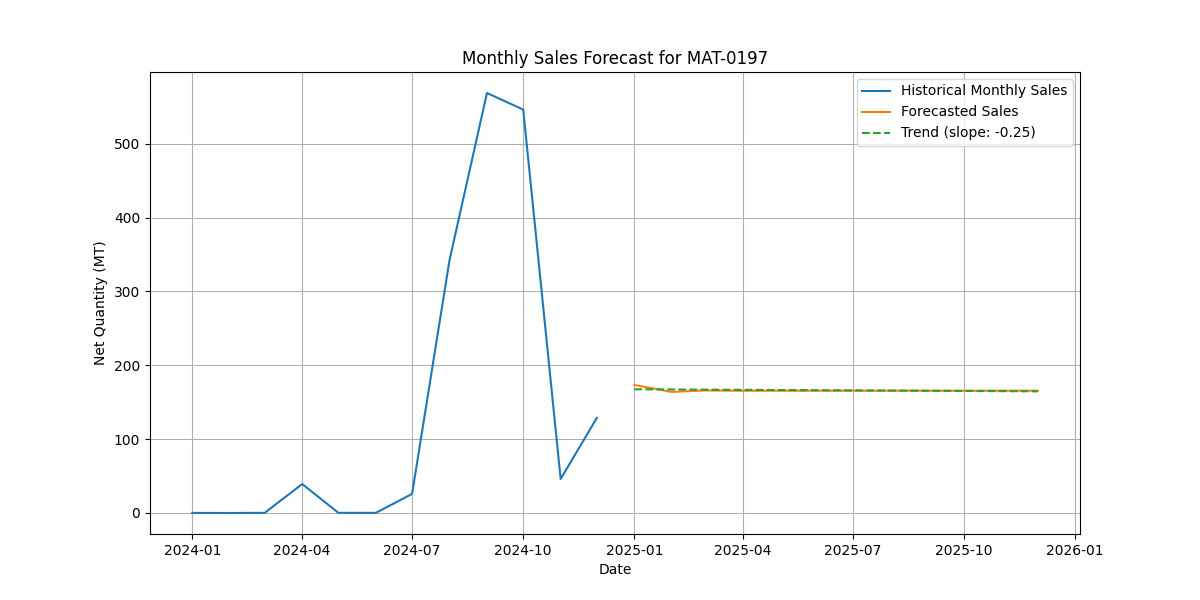 Monthly Sales Forecast for MAT-0197
Historical Monthly Sales
Forecasted Sales
Trend (slope: -0.25)
Net Quantity (MT)
500
400
300
200
100
0
2024-01 2024-04 2024-07 2024-10 2025-01 2025-04 2025-07 2025-10 2026-01
Date